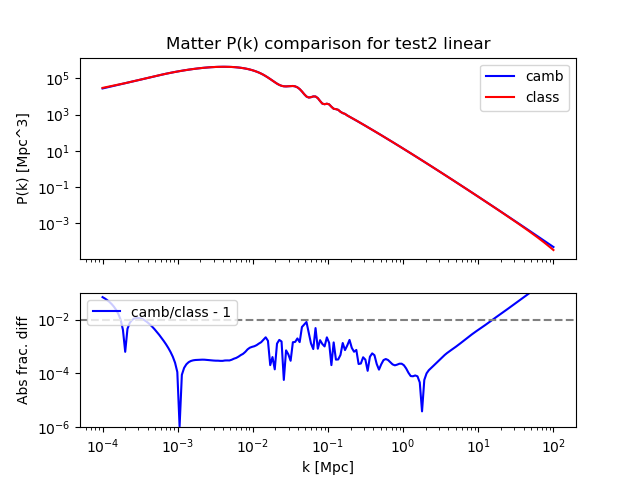 Matter P(k) comparison for test2 linear
P(k) [Mpc^3]
10^5
10^3
10^1
10^-1
10^-3
camb
class
Abs frac. diff
10^-2
10^-4
10^-6
camb/class - 1
10^-4
10^-3
10^-2
10^-1
10^0
10^1
10^2
k [Mpc]